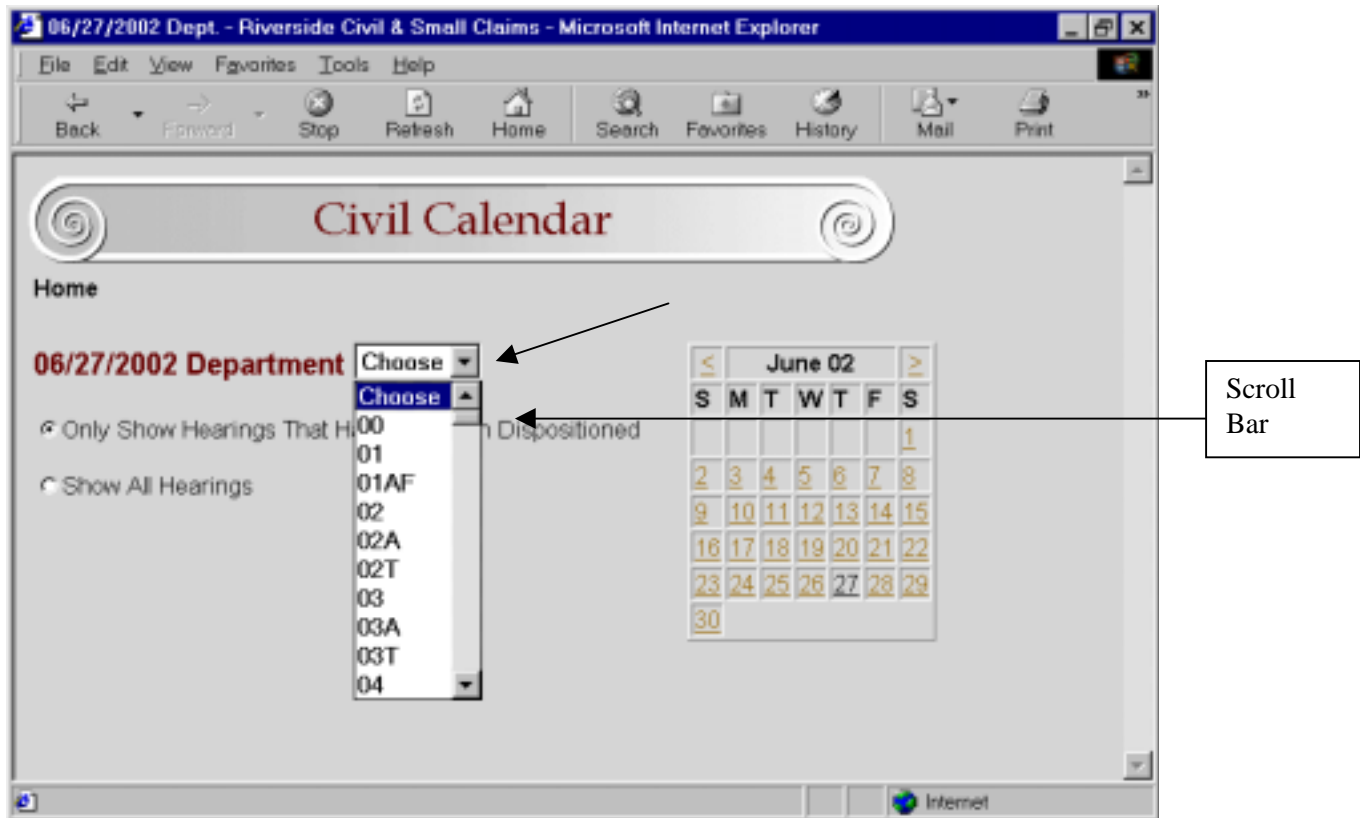 06/27/2002 Dept. - Riverside Civil & Small Claims - Microsoft Internet Explorer
File Edit View Favorites Tools Help
Back Forward Stop Refresh Home Search Favorites History Mail Print
Civil Calendar
Home
06/27/2002 Department Choose
Choose
00
01
01AF
02
02A
02T
03
03A
03T
04
Only Show Hearings That Dispositioned
Show All Hearings
< June 02 >
S M T W T F S
1
2 3 4 5 6 7 8
9 10 11 12 13 14 15
16 17 18 19 20 21 22
23 24 25 26 27 28 29
30
Scroll
Bar
Internet